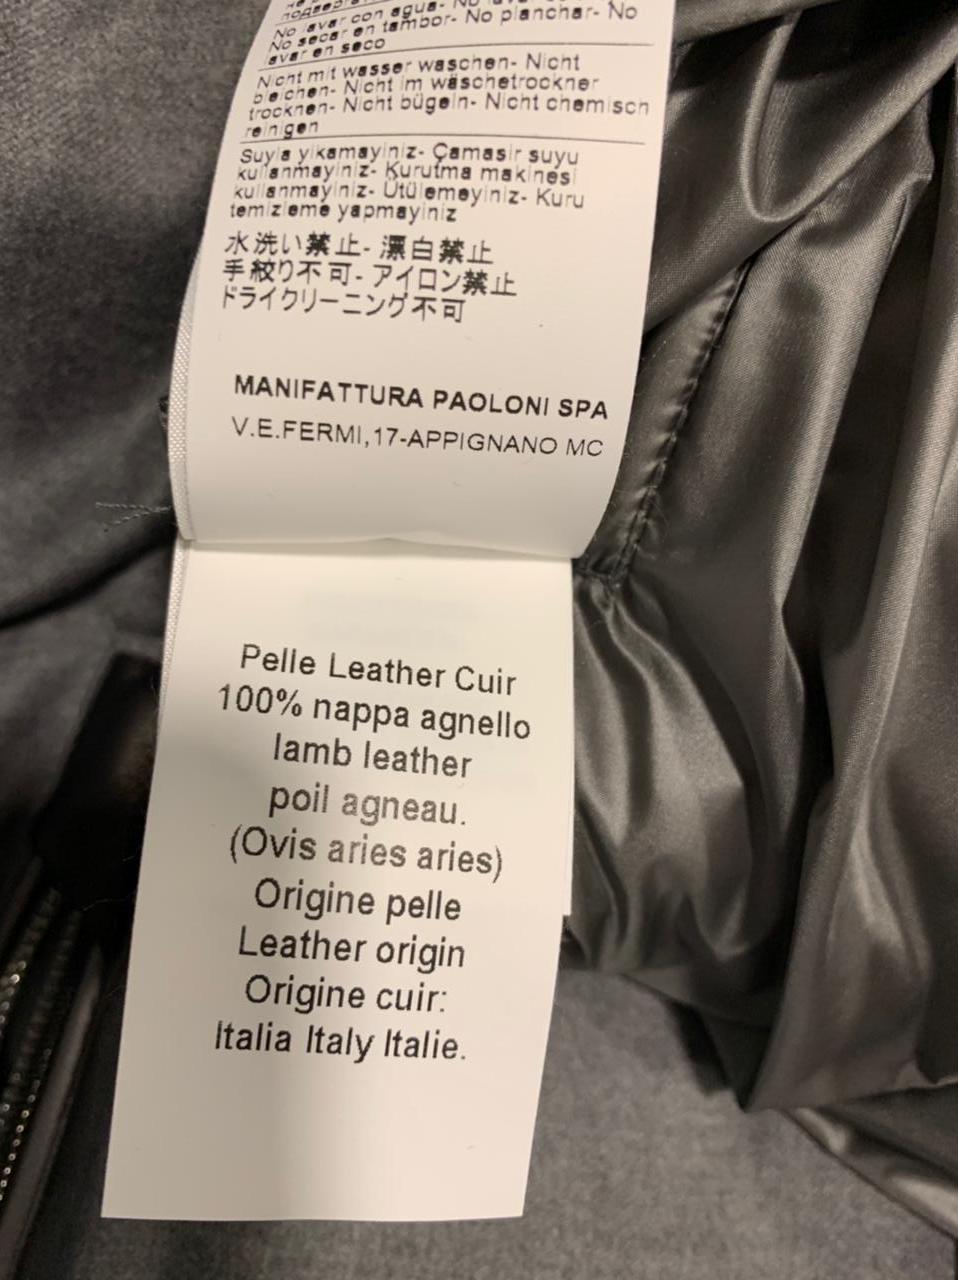 No lavar con agua- No
No secar en tambor- No planchar- No
lavar en seco
Nicht mit wasser waschen- Nicht
bleichen- Nicht im wäschetrockner
trocknen- Nicht bügeln- Nicht chemisch
reinigen
Suyla yikamayiniz- Çamasir suyu
kullanmayiniz- Kurutma makinesi
kullanmayiniz- Ütülemeyiniz- Kuru
temizleme yapmayiniz
水洗い禁止- 漂白禁止
手絞り不可- アイロン禁止
ドライクリーニング不可
MANIFATTURA PAOLONI SPA
V.E.FERMI,17-APPIGNANO MC
Pelle Leather Cuir
100% nappa agnello
lamb leather
poil agneau.
(Ovis aries aries)
Origine pelle
Leather origin
Origine cuir:
Italia Italy Italie.